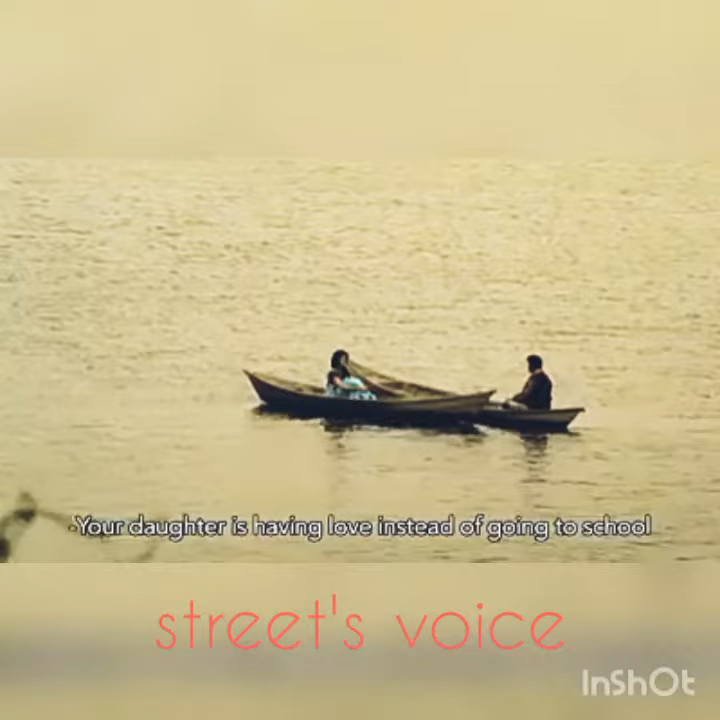 -Your daughter is having love instead of going to school
street's voice
InShOt